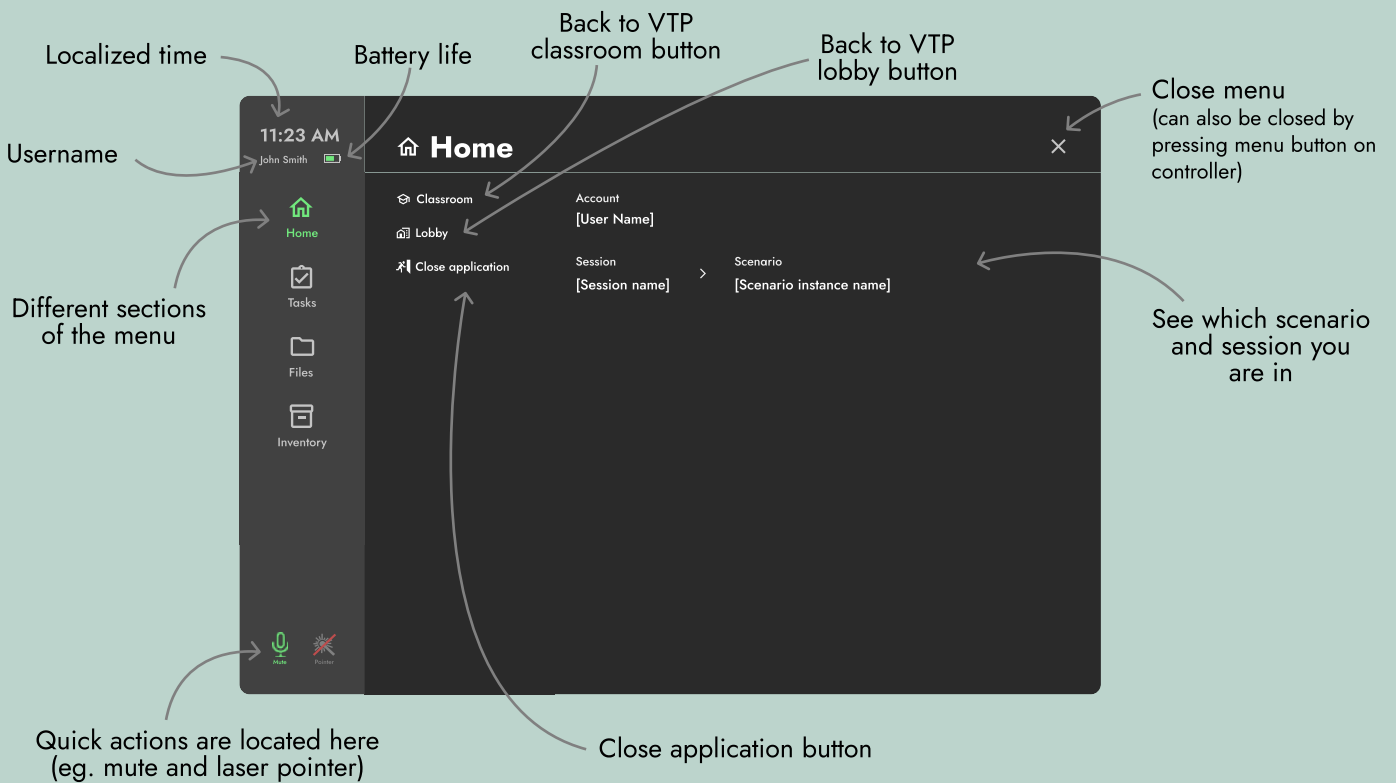 Back to VTP
classroom button
Localized time
Battery life
Back to VTP
lobby button
Close menu
(can also be closed by
pressing menu button on
controller)
Username
11:23 AM
John Smith
Home
Home
Tasks
Files
Inventory
Classroom
Lobby
Close application
Account
[User Name]
Session
[Session name]
Scenario
[Scenario instance name]
Different sections
of the menu
See which scenario
and session you
are in
Mute
Pointer
Quick actions are located here
(eg. mute and laser pointer)
Close application button